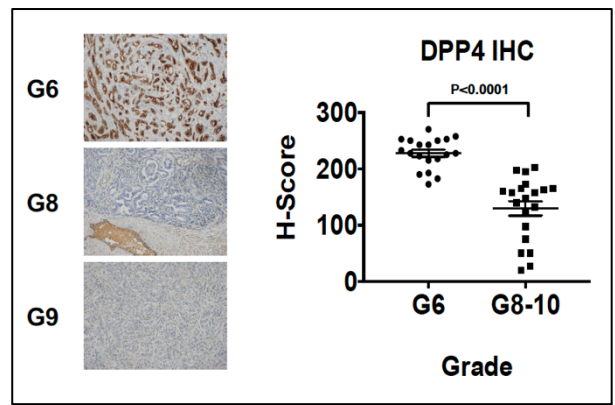 G6
G8
G9
DPP4 IHC
P<0.0001
H-Score
300
200
100
0
G6 G8-10
Grade